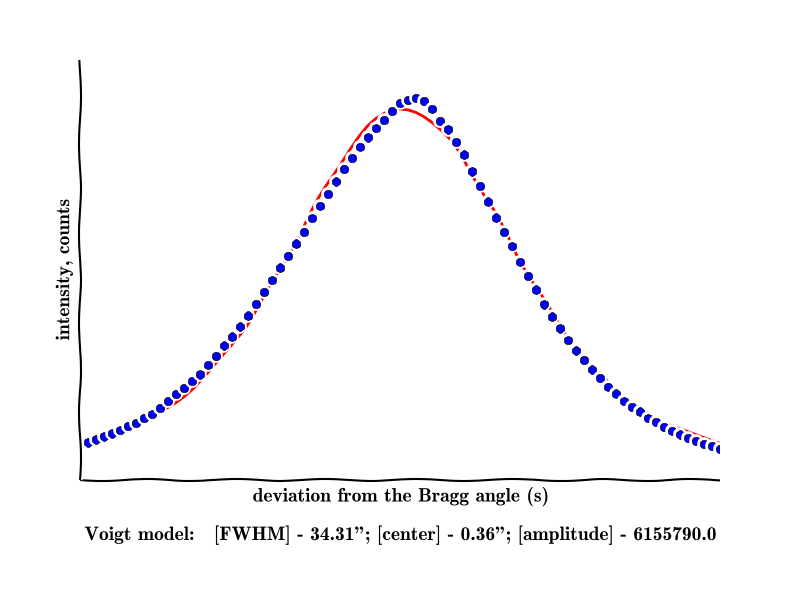 intensity, counts
deviation from the Bragg angle (s)
Voigt model: [FWHM] - 34.31”; [center] - 0.36”; [amplitude] - 6155790.0